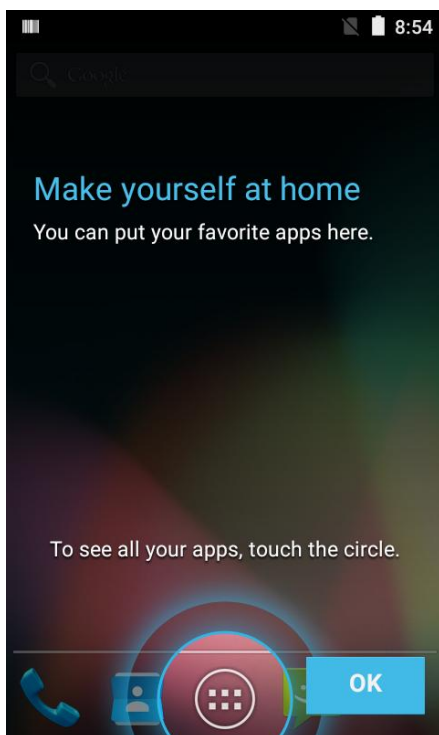 8:54
Google
Make yourself at home
You can put your favorite apps here.
To see all your apps, touch the circle.
OK